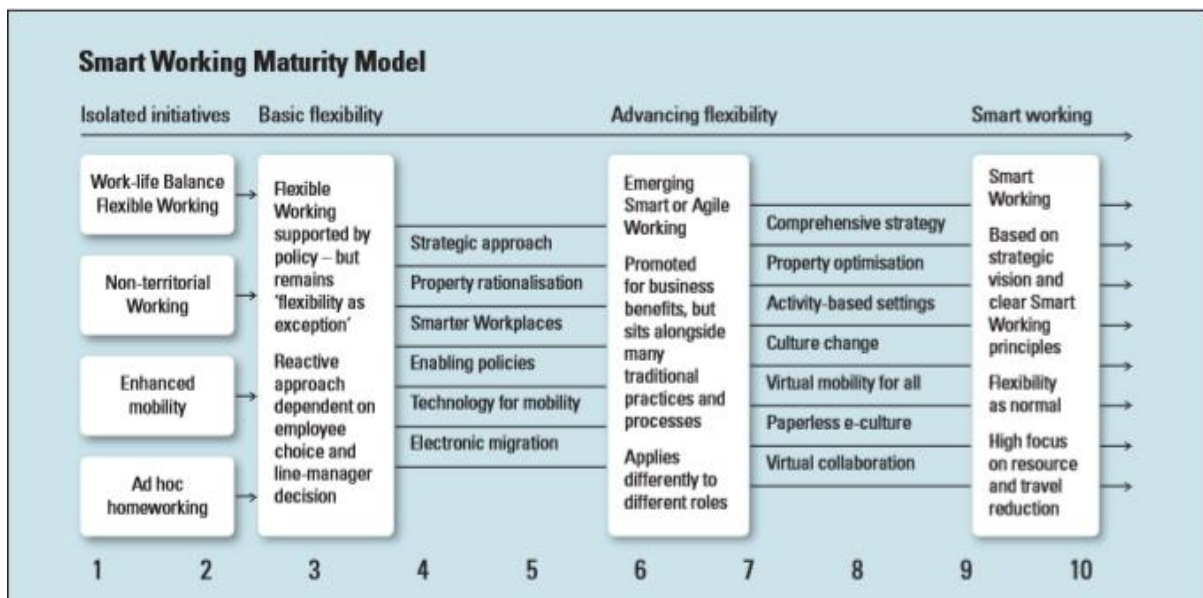 Smart Working Maturity Model
Isolated initiatives
Basic flexibility
Advancing flexibility
Smart working
Work-life Balance
Flexible Working
Non-territorial
Working
Enhanced
mobility
Ad hoc
homeworking
Flexible
Working
supported by
policy – but
remains
‘flexibility as
exception’
Reactive
approach
dependent on
employee
choice and
line-manager
decision
Strategic approach
Property rationalisation
Smarter Workplaces
Enabling policies
Technology for mobility
Electronic migration
Emerging
Smart or Agile
Working
Promoted
for business
benefits, but
sits alongside
many
traditional
practices and
processes
Applies
differently to
different roles
Comprehensive strategy
Property optimisation
Activity-based settings
Culture change
Virtual mobility for all
Paperless e-culture
Virtual collaboration
Smart
Working
Based on
strategic
vision and
clear Smart
Working
principles
Flexibility
as normal
High focus
on resource
and travel
reduction
1 2 3 4 5 6 7 8 9 10